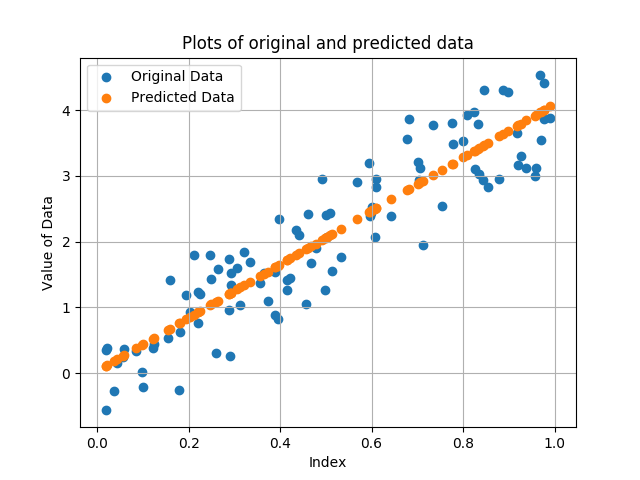 Plots of original and predicted data
Original Data
Predicted Data
4
3
2
1
0
Value of Data
0.0 0.2 0.4 0.6 0.8 1.0
Index